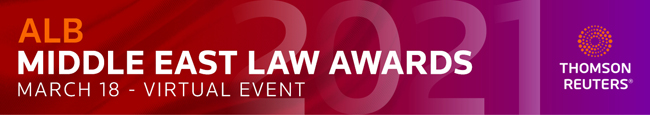 2021
ALB
MIDDLE EAST LAW AWARDS
MARCH 18 - VIRTUAL EVENT
THOMSON
REUTERS®